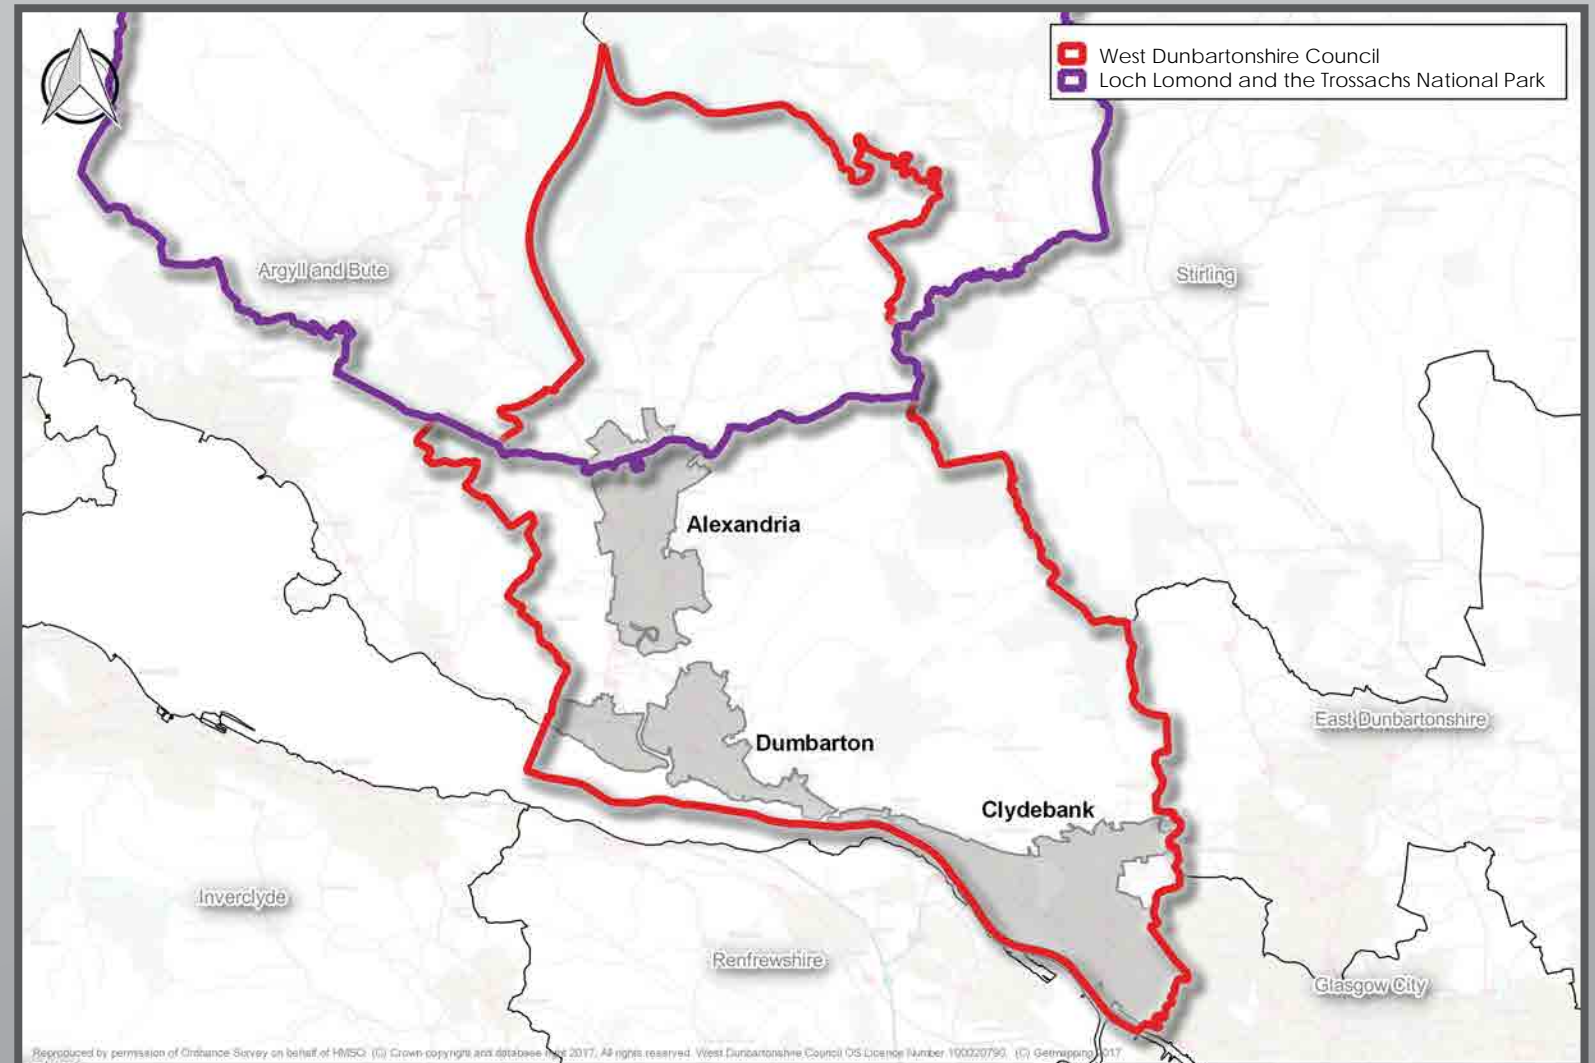 West Dunbartonshire Council
Loch Lomond and the Trossachs National Park
Argyll and Bute
Stirling
Alexandria
East Dunbartonshire
Dumbarton
Clydebank
Inverclyde
Renfrewshire
Glasgow City
Reproduced by permission of Ordnance Survey on behalf of HMSO. (C) Crown copyright and database right 2017. All rights reserved. West Dunbartonshire Council OS Licence Number 100020790. (C) Getmapping 2017